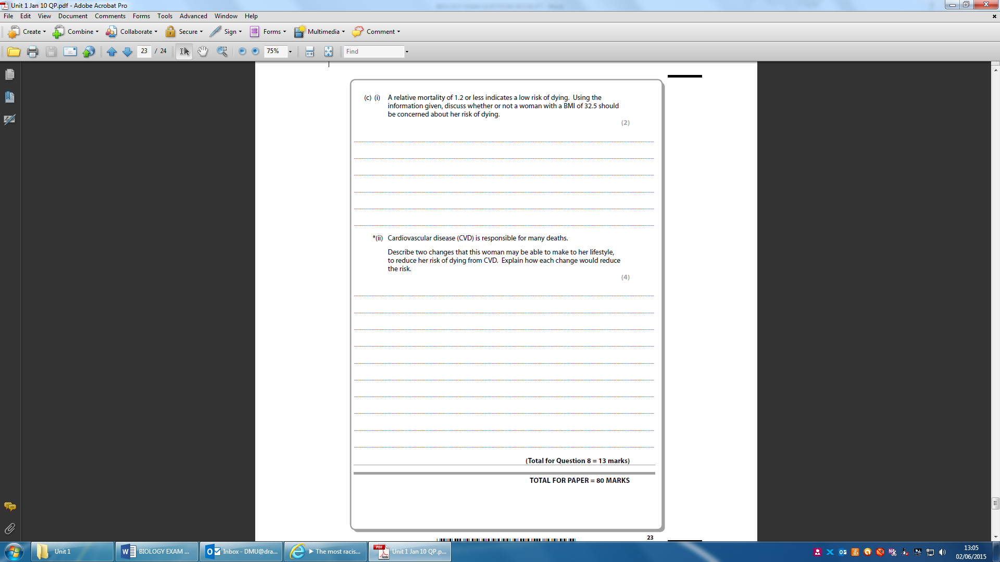 Unit 1 Jan 10 QP.pdf - Adobe Acrobat Pro
File Edit View Document Comments Forms Tools Advanced Window Help
Create Combine Collaborate Secure Sign Forms Multimedia Comment
23 / 24 75% Find
(c) (i) A relative mortality of 1.2 or less indicates a low risk of dying. Using the
information given, discuss whether or not a woman with a BMI of 32.5 should
be concerned about her risk of dying.
(2)
*(ii) Cardiovascular disease (CVD) is responsible for many deaths.
Describe two changes that this woman may be able to make to her lifestyle,
to reduce her risk of dying from CVD. Explain how each change would reduce
the risk.
(4)
(Total for Question 8 = 13 marks)
TOTAL FOR PAPER = 80 MARKS
23
Unit 1 BIOLOGY EXAM ... Inbox - DMU@dra... The most racis... Unit 1 Jan 10 QP.p...
13:05
02/06/2015